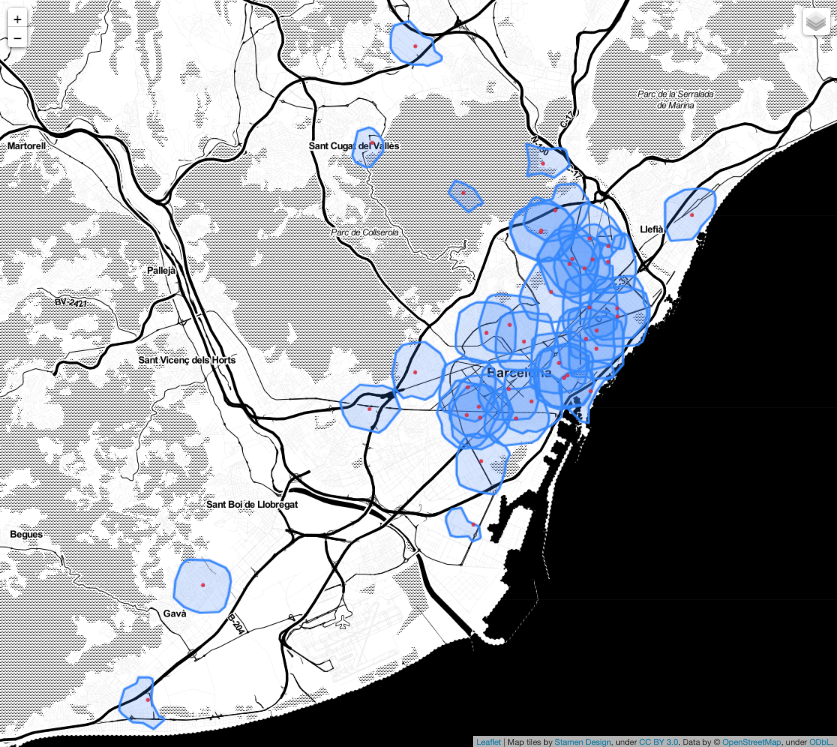 +
−
Parc de la Serralada
de Marina
Martorell
Sant Cugat del Vallès
Llefià
Parc de Collserola
Pallejà
BV-2421
Sant Vicenç dels Horts
Barcelona
Sant Boi de Llobregat
Begues
Gavà
B-204
Leaflet | Map tiles by Stamen Design, under CC BY 3.0. Data by © OpenStreetMap, under ODbL.